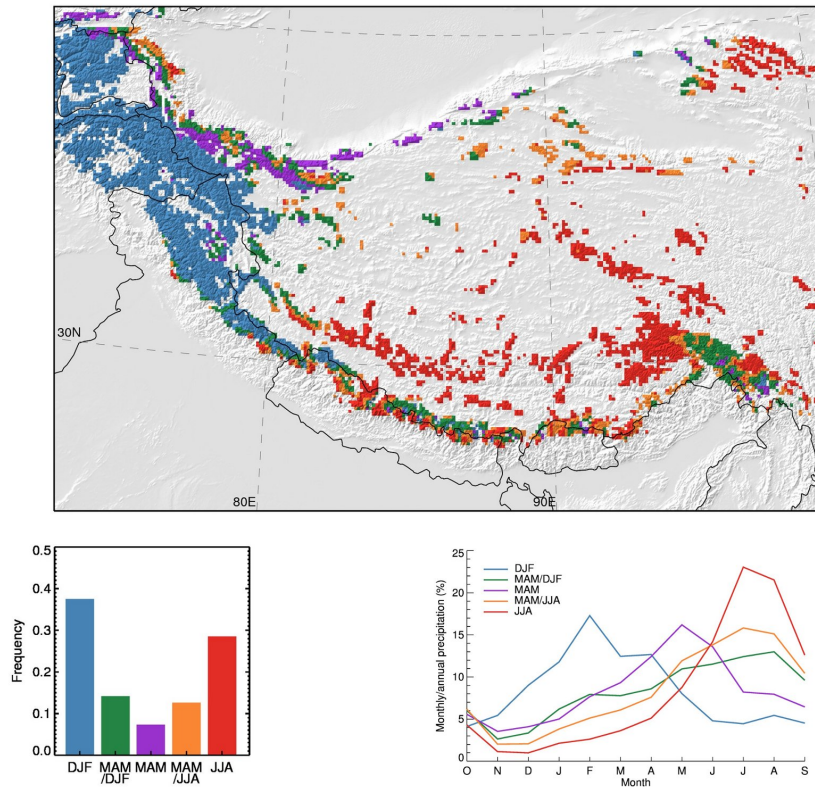 30N
80E
90E
0.5
0.4
0.3
0.2
0.1
0.0
Frequency
DJF
MAM
/DJF
MAM
MAM
/JJA
JJA
25
20
15
10
5
0
Monthly/annual precipitation (%)
DJF
MAM/DJF
MAM
MAM/JJA
JJA
O N D J F M A M J J A S
Month